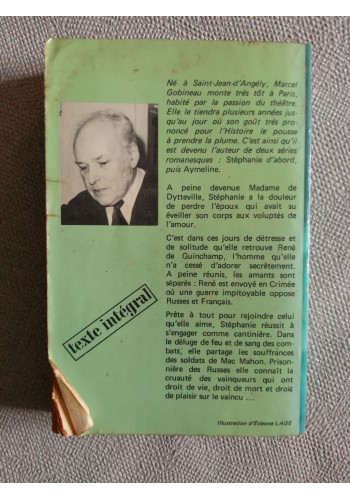 Né à Saint-Jean-d'Angély, Marcel
Gobineau monte très tôt à Paris,
habité par la passion du théâtre.
Elle le tiendra plusieurs années jus-
qu'au jour où son goût très pro-
noncé pour l'Histoire le poussa
à prendre la plume. C'est ainsi qu'il
est devenu l'auteur de deux séries
romanesques : Stéphanie d'abord,
puis Aymeline.
A peine devenue Madame de
Dytteville, Stéphanie a la douleur
de perdre l'époux qui avait su
éveiller son corps aux voluptés de
l'amour.
C'est dans ces jours de détresse et
de solitude qu'elle retrouve René
de Guinchamp, l'homme qu'elle
n'a cessé d'adorer secrètement.
A peine réunis, les amants sont
séparés : René est envoyé en Crimée
où une guerre impitoyable oppose
Russes et Français.
Prête à tout pour rejoindre celui
qu'elle aime, Stéphanie réussit à
s'engager comme cantinière. Dans
le déluge de feu et de sang des com-
bats, elle partage les souffrances
des soldats de Mac Mahon. Prison-
nière des Russes elle connaît la
cruauté des vainqueurs qui ont
droit de vie, droit de mort et droit
de plaisir sur le vaincu ....
texte intégral
Illustration d'Étienne LAGE